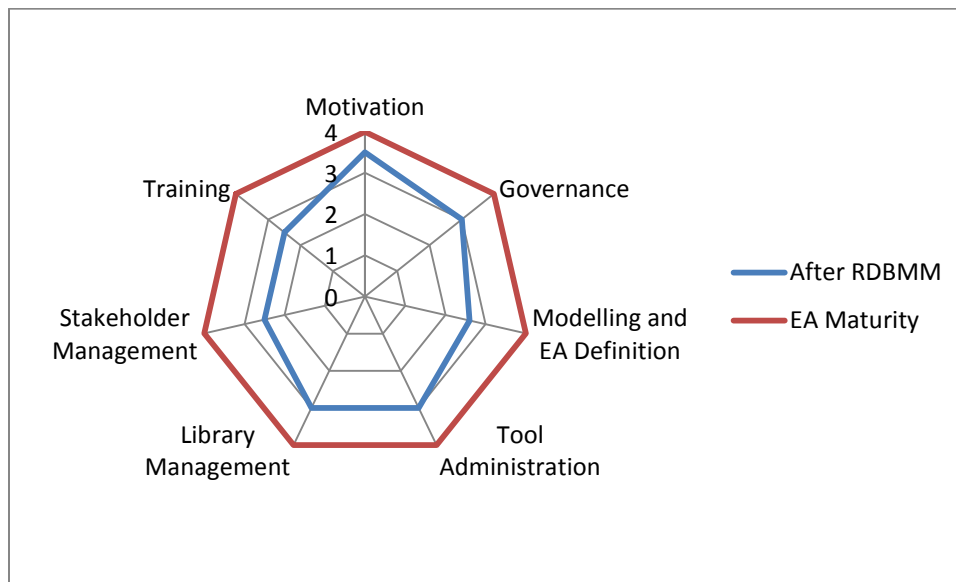 Motivation
4
3
2
1
0
Training
Governance
Stakeholder
Management
Modelling and
EA Definition
Library
Management
Tool
Administration
After RDBMM
EA Maturity